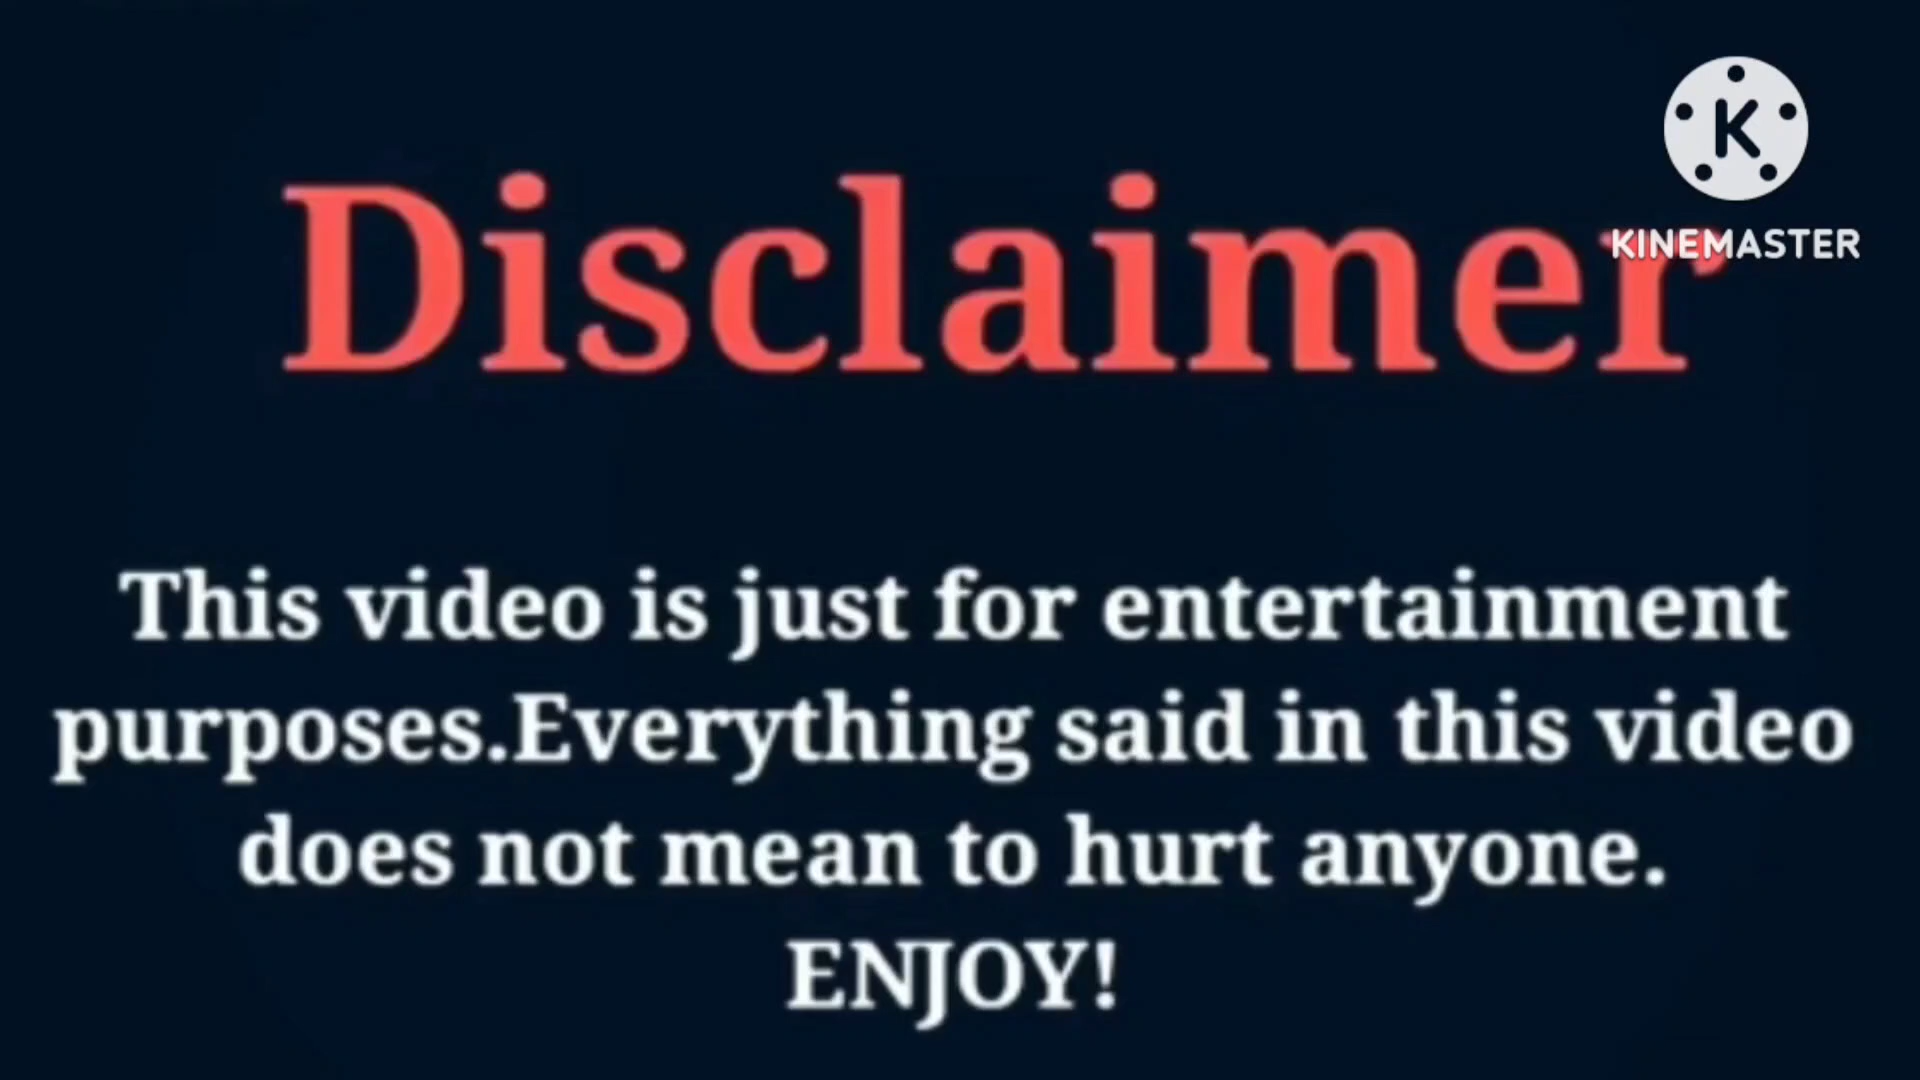 K
KINEMASTER
Disclaimer
This video is just for entertainment
purposes.Everything said in this video
does not mean to hurt anyone.
ENJOY!